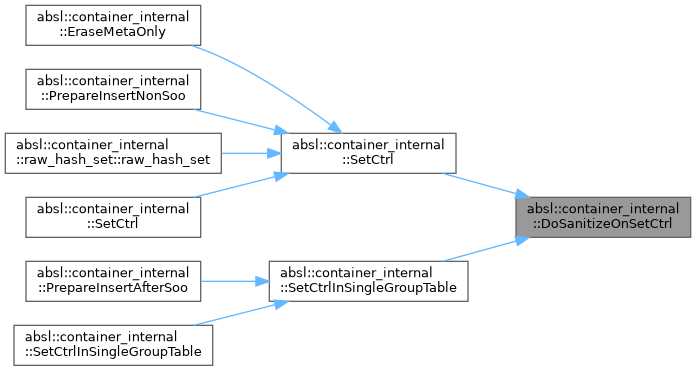 absl::container_internal
::EraseMetaOnly
absl::container_internal
::PrepareInsertNonSoo
absl::container_internal
::raw_hash_set::raw_hash_set
absl::container_internal
::SetCtrl
absl::container_internal
::SetCtrl
absl::container_internal
::DoSanitizeOnSetCtrl
absl::container_internal
::PrepareInsertAfterSoo
absl::container_internal
::SetCtrlInSingleGroupTable
absl::container_internal
::SetCtrlInSingleGroupTable